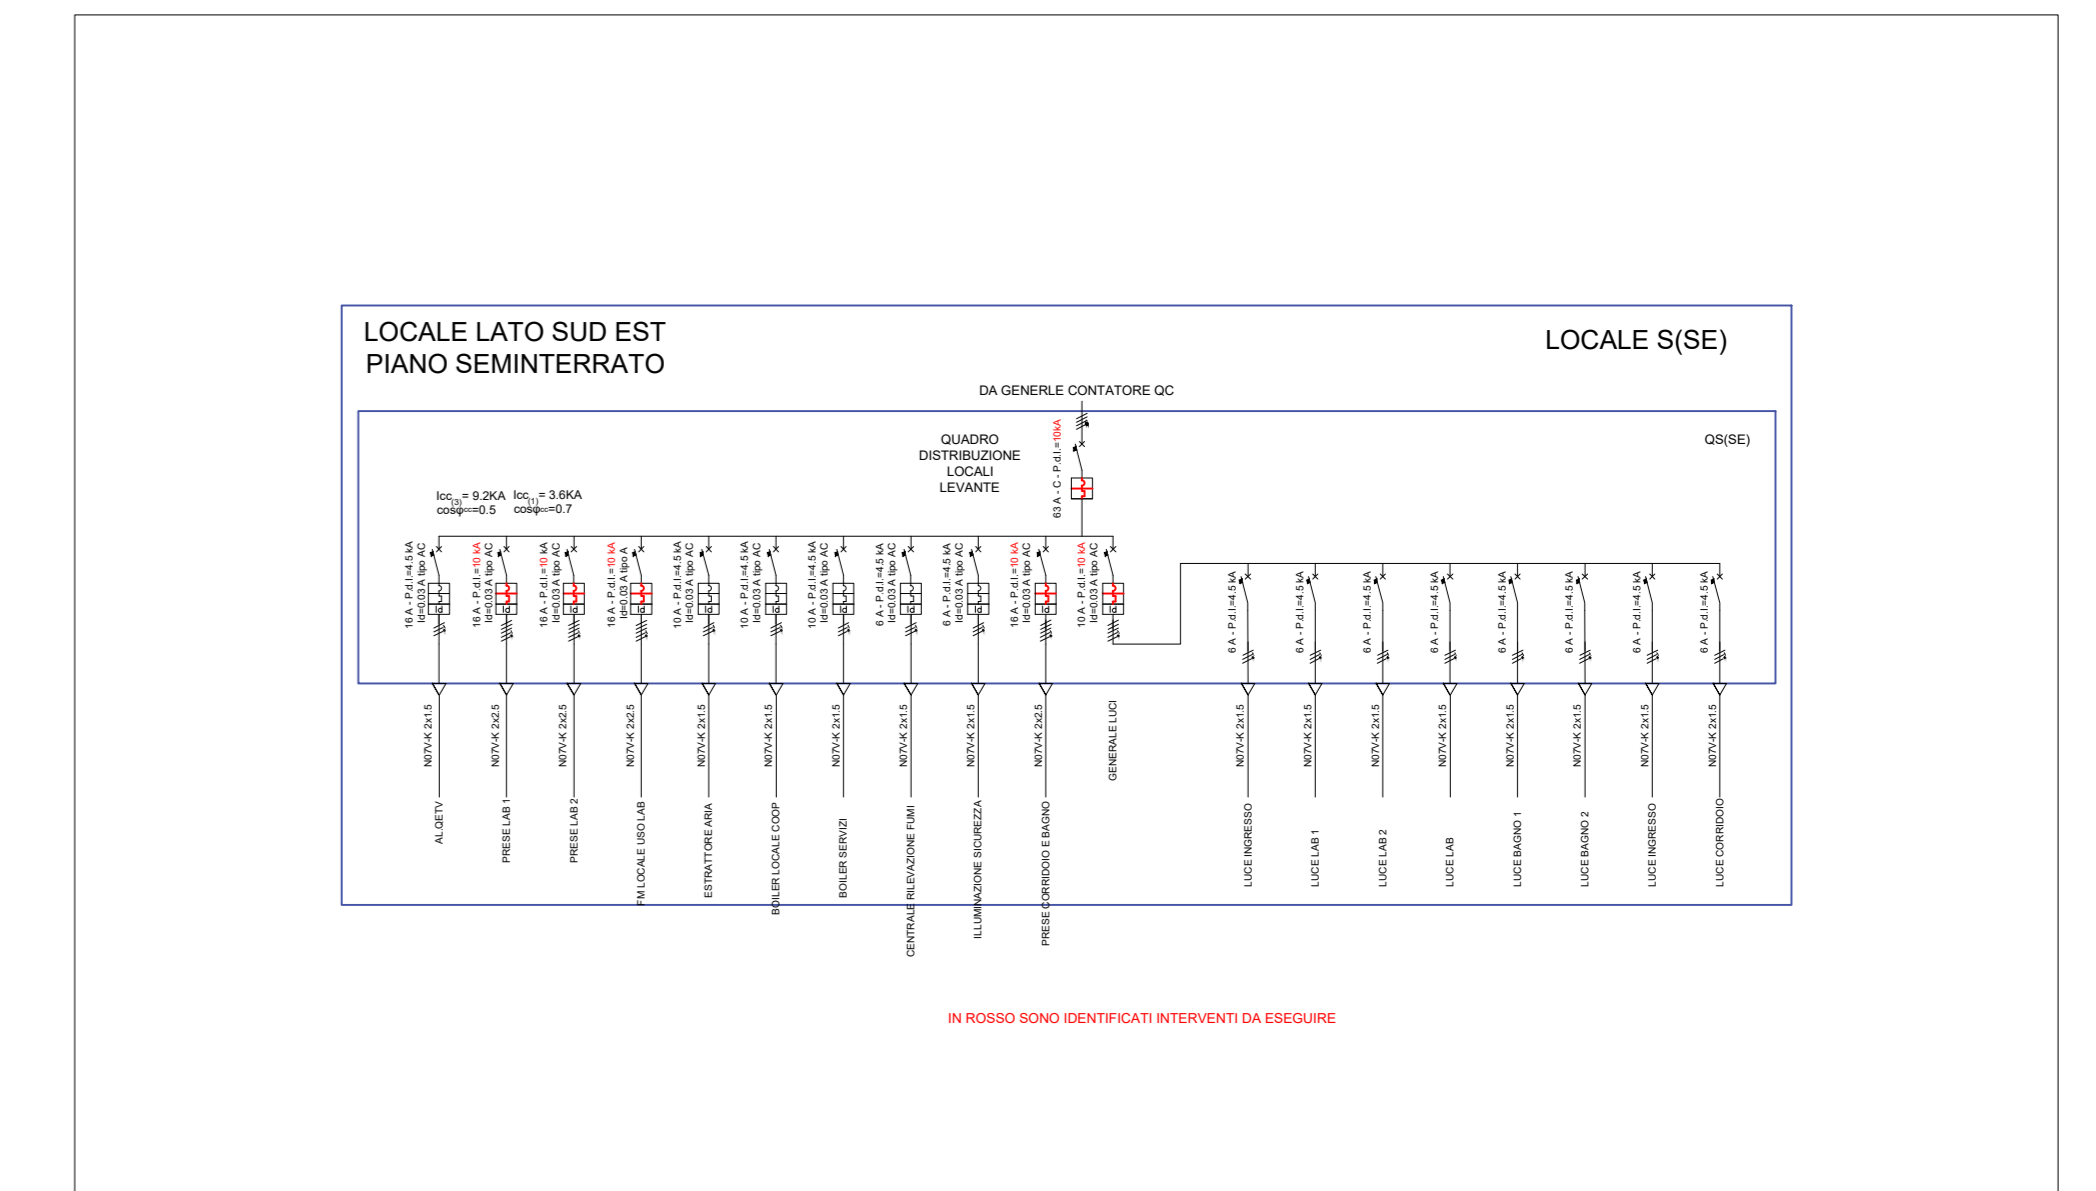 LOCALE LATO SUD EST
PIANO SEMINTERRATO
LOCALE S(SE)
DA GENERLE CONTATORE QC
QUADRO
DISTRIBUZIONE
LOCALI
LEVANTE
63 A - C - P.d.I.=10kA
QS(SE)
Icc(3)= 9.2KA
cosφcc=0.5
Icc(1)= 3.6KA
cosφcc=0.7
16 A - P.d.I.=4.5 kA
Id=0.03 A tipo AC
16 A - P.d.I.=10 kA
Id=0.03 A tipo AC
16 A - P.d.I.=10 kA
Id=0.03 A tipo AC
16 A - P.d.I.=10 kA
Id=0.03 A tipo A
10 A - P.d.I.=4.5 kA
Id=0.03 A tipo AC
10 A - P.d.I.=4.5 kA
Id=0.03 A tipo AC
10 A - P.d.I.=4.5 kA
Id=0.03 A tipo AC
6 A - P.d.I.=4.5 kA
Id=0.03 A tipo AC
6 A - P.d.I.=4.5 kA
Id=0.03 A tipo AC
16 A - P.d.I.=10 kA
Id=0.03 A tipo AC
10 A - P.d.I.=10 kA
Id=0.03 A tipo AC
6 A - P.d.I.=4.5 kA
6 A - P.d.I.=4.5 kA
6 A - P.d.I.=4.5 kA
6 A - P.d.I.=4.5 kA
6 A - P.d.I.=4.5 kA
6 A - P.d.I.=4.5 kA
6 A - P.d.I.=4.5 kA
6 A - P.d.I.=4.5 kA
N07V-K 2x1.5
N07V-K 2x2.5
N07V-K 2x2.5
N07V-K 2x2.5
N07V-K 2x1.5
N07V-K 2x1.5
N07V-K 2x1.5
N07V-K 2x1.5
N07V-K 2x1.5
N07V-K 2x2.5
GENERALE LUCI
N07V-K 2x1.5
N07V-K 2x1.5
N07V-K 2x1.5
N07V-K 2x1.5
N07V-K 2x1.5
N07V-K 2x1.5
N07V-K 2x1.5
N07V-K 2x1.5
AL.QETV
PRESE LAB 1
PRESE LAB 2
FM LOCALE USO LAB
ESTRATTORE ARIA
BOILER LOCALE COOP
BOILER SERVIZI
CENTRALE RILEVAZIONE FUMI
ILLUMINAZIONE SICUREZZA
PRESE CORRIDOIO E BAGNO
LUCE INGRESSO
LUCE LAB 1
LUCE LAB 2
LUCE LAB
LUCE BAGNO 1
LUCE BAGNO 2
LUCE INGRESSO
LUCE CORRIDOIO
IN ROSSO SONO IDENTIFICATI INTERVENTI DA ESEGUIRE